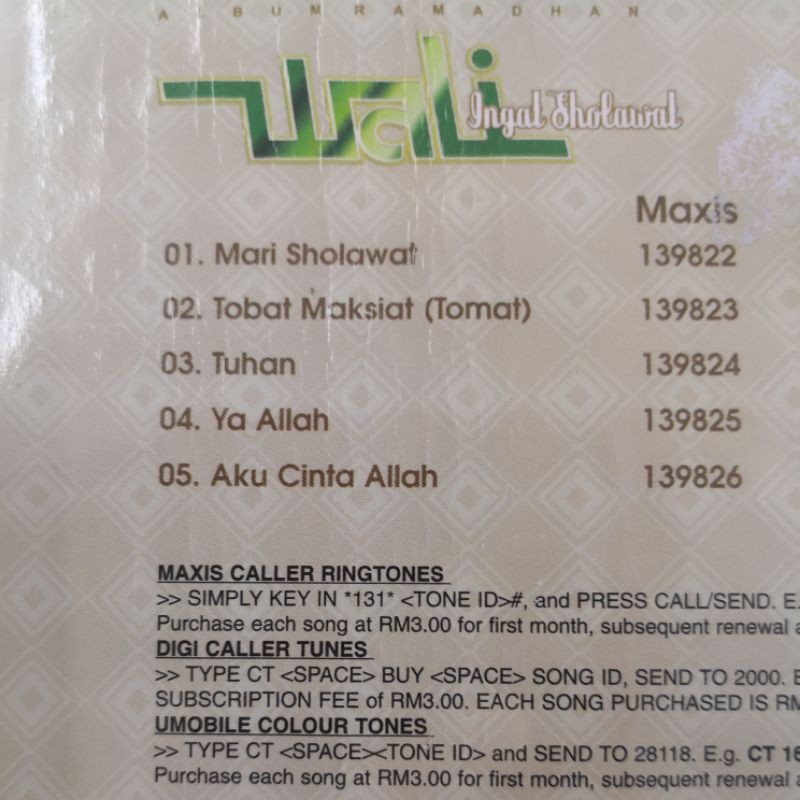 ALBUM RAMADHAN
Wali Ingat Sholawat
Maxis
01. Mari Sholawat 139822
02. Tobat Maksiat (Tomat) 139823
03. Tuhan 139824
04. Ya Allah 139825
05. Aku Cinta Allah 139826
MAXIS CALLER RINGTONES
>> SIMPLY KEY IN *131* <TONE ID>#, and PRESS CALL/SEND. E.
Purchase each song at RM3.00 for first month, subsequent renewal a
DIGI CALLER TUNES
>> TYPE CT <SPACE> BUY <SPACE> SONG ID, SEND TO 2000. E
SUBSCRIPTION FEE of RM3.00. EACH SONG PURCHASED IS RM
UMOBILE COLOUR TONES
>> TYPE CT <SPACE><TONE ID> and SEND TO 28118. E.g. CT 16
Purchase each song at RM3.00 for first month, subsequent renewal a